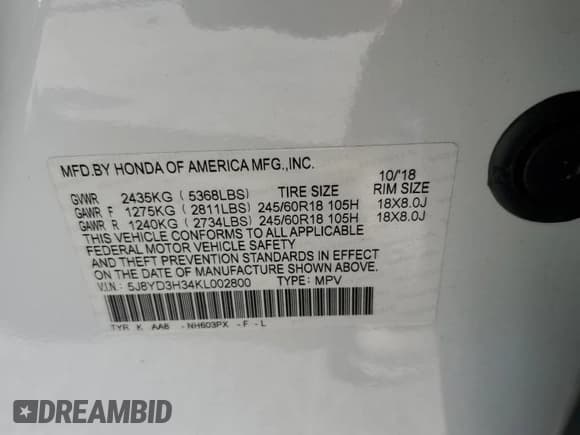 MFD.BY HONDA OF AMERICA MFG.,INC. 10/'18
GVWR 2435KG ( 5368LBS) TIRE SIZE RIM SIZE
GAWR F 1275KG ( 2811LBS) 245/60R18 105H 18X8.0J
GAWR R 1240KG ( 2734LBS) 245/60R18 105H 18X8.0J
THIS VEHICLE CONFORMS TO ALL APPLICABLE
FEDERAL MOTOR VEHICLE SAFETY
AND THEFT PREVENTION STANDARDS IN EFFECT
ON THE DATE OF MANUFACTURE SHOWN ABOVE.
V.I.N.: 5J8YD3H34KL002800 TYPE: MPV
TYR K AA8 -NH603PX -F -L
DREAMBID